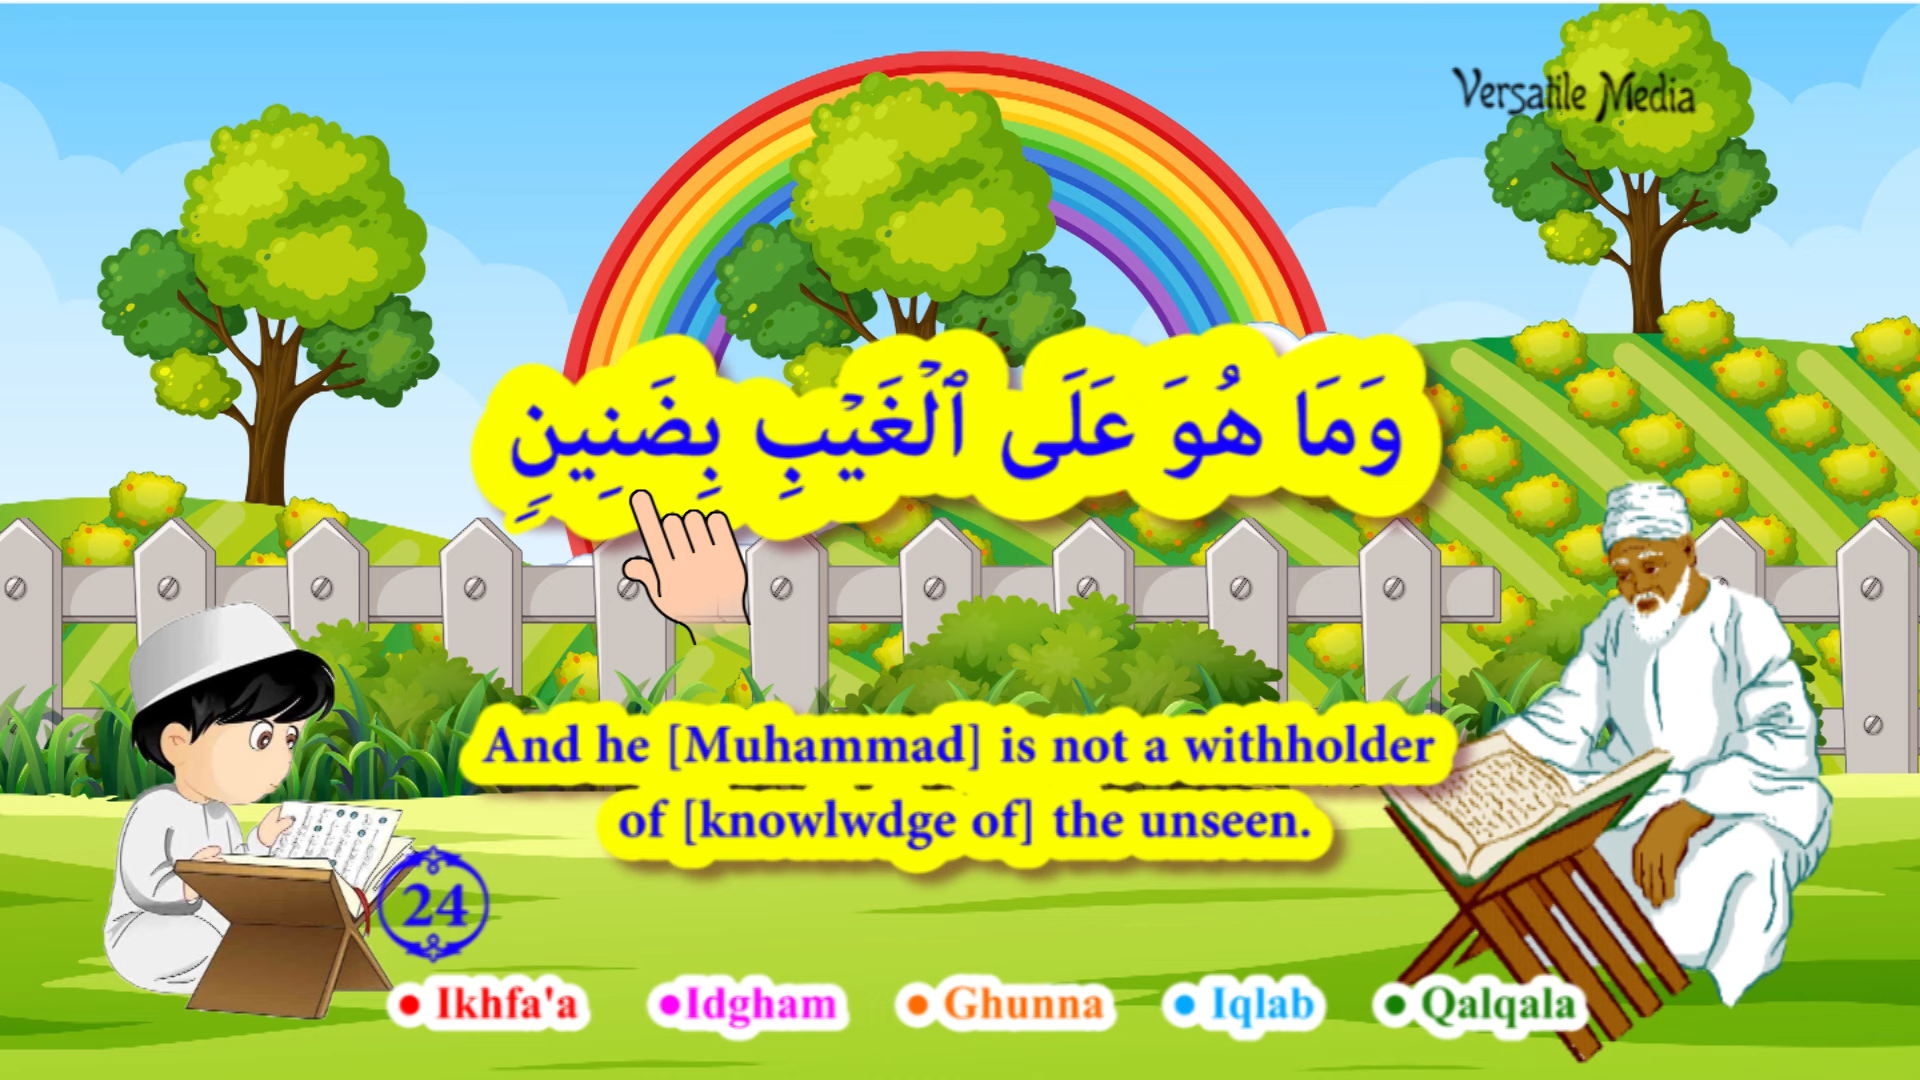 Versatile Media
وَمَا هُوَ عَلَى ٱلْغَيْبِ بِضَنِينٍ
And he [Muhammad] is not a withholder
of [knowlwdge of] the unseen.
24
Ikhfa'a Idgham Ghunna Iqlab Qalqala